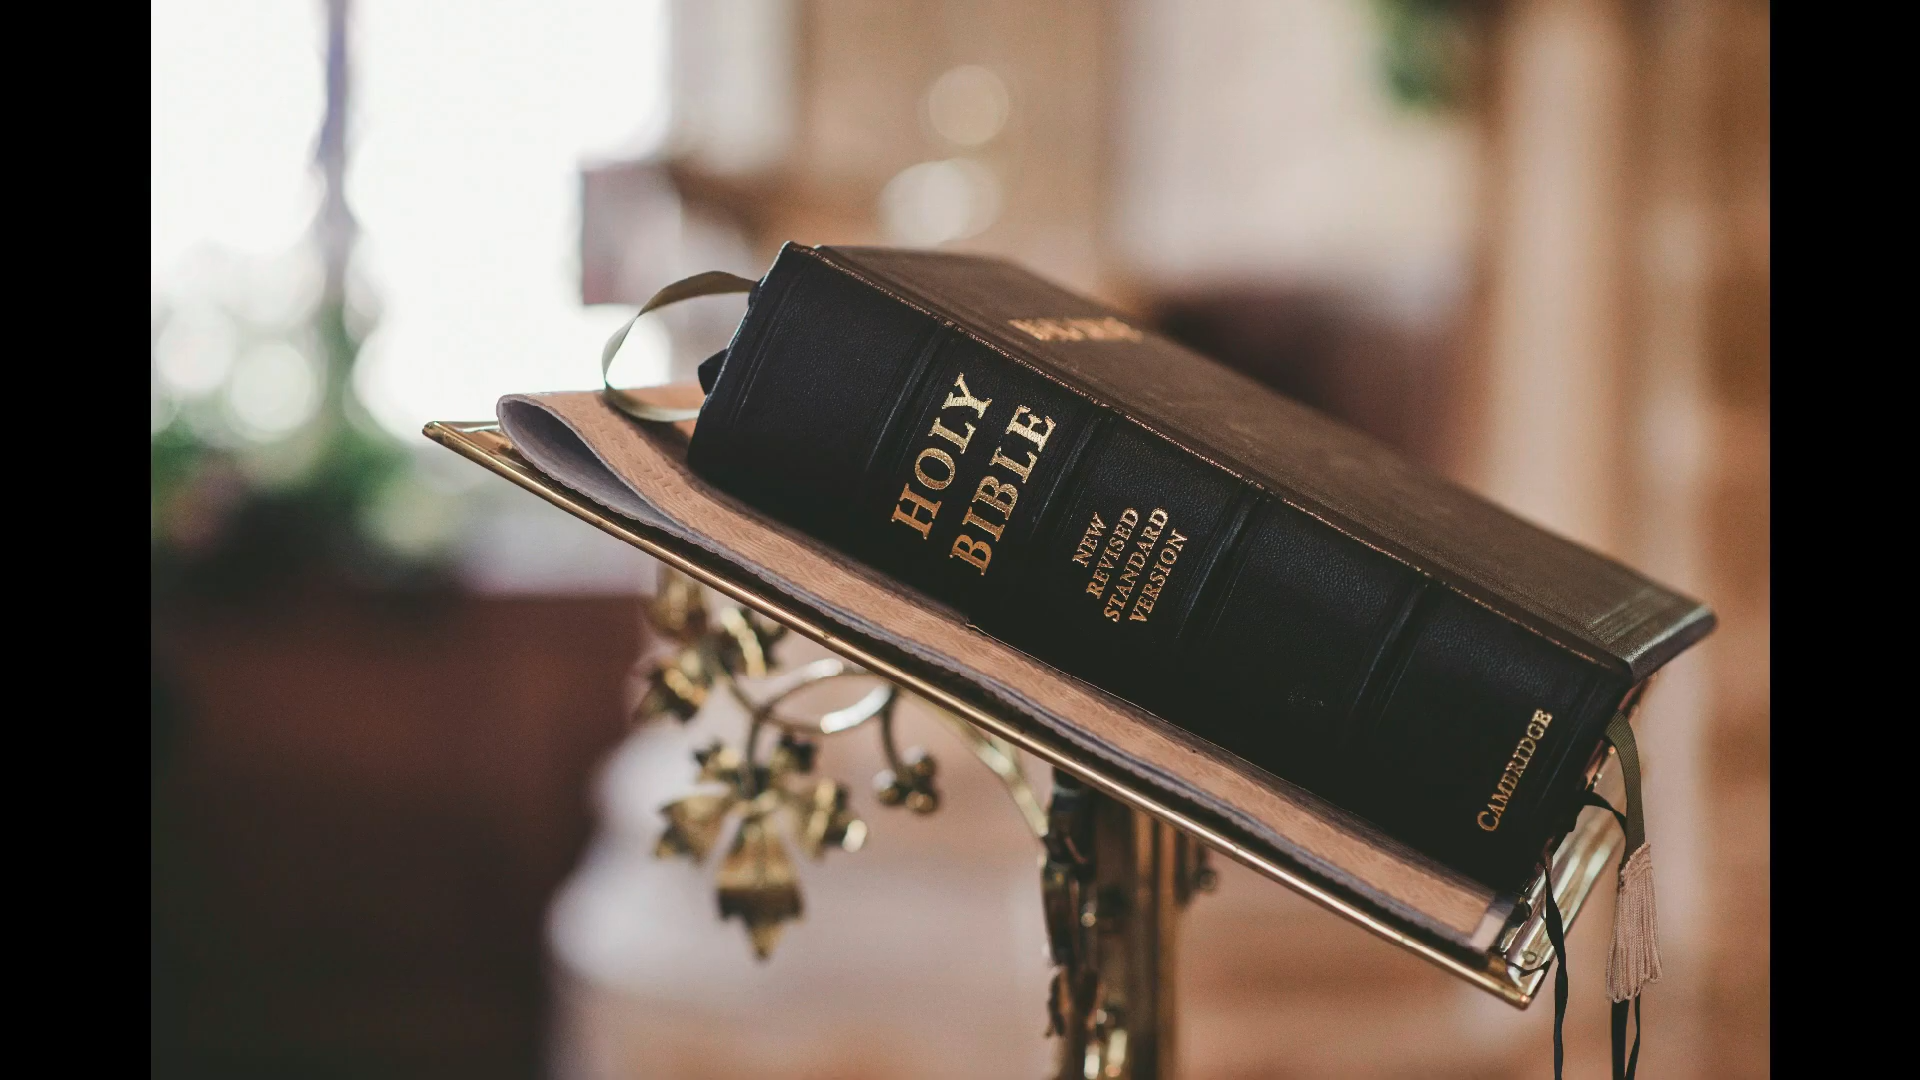 HOLY
BIBLE
NEW
REVISED
STANDARD
VERSION
CAMBRIDGE